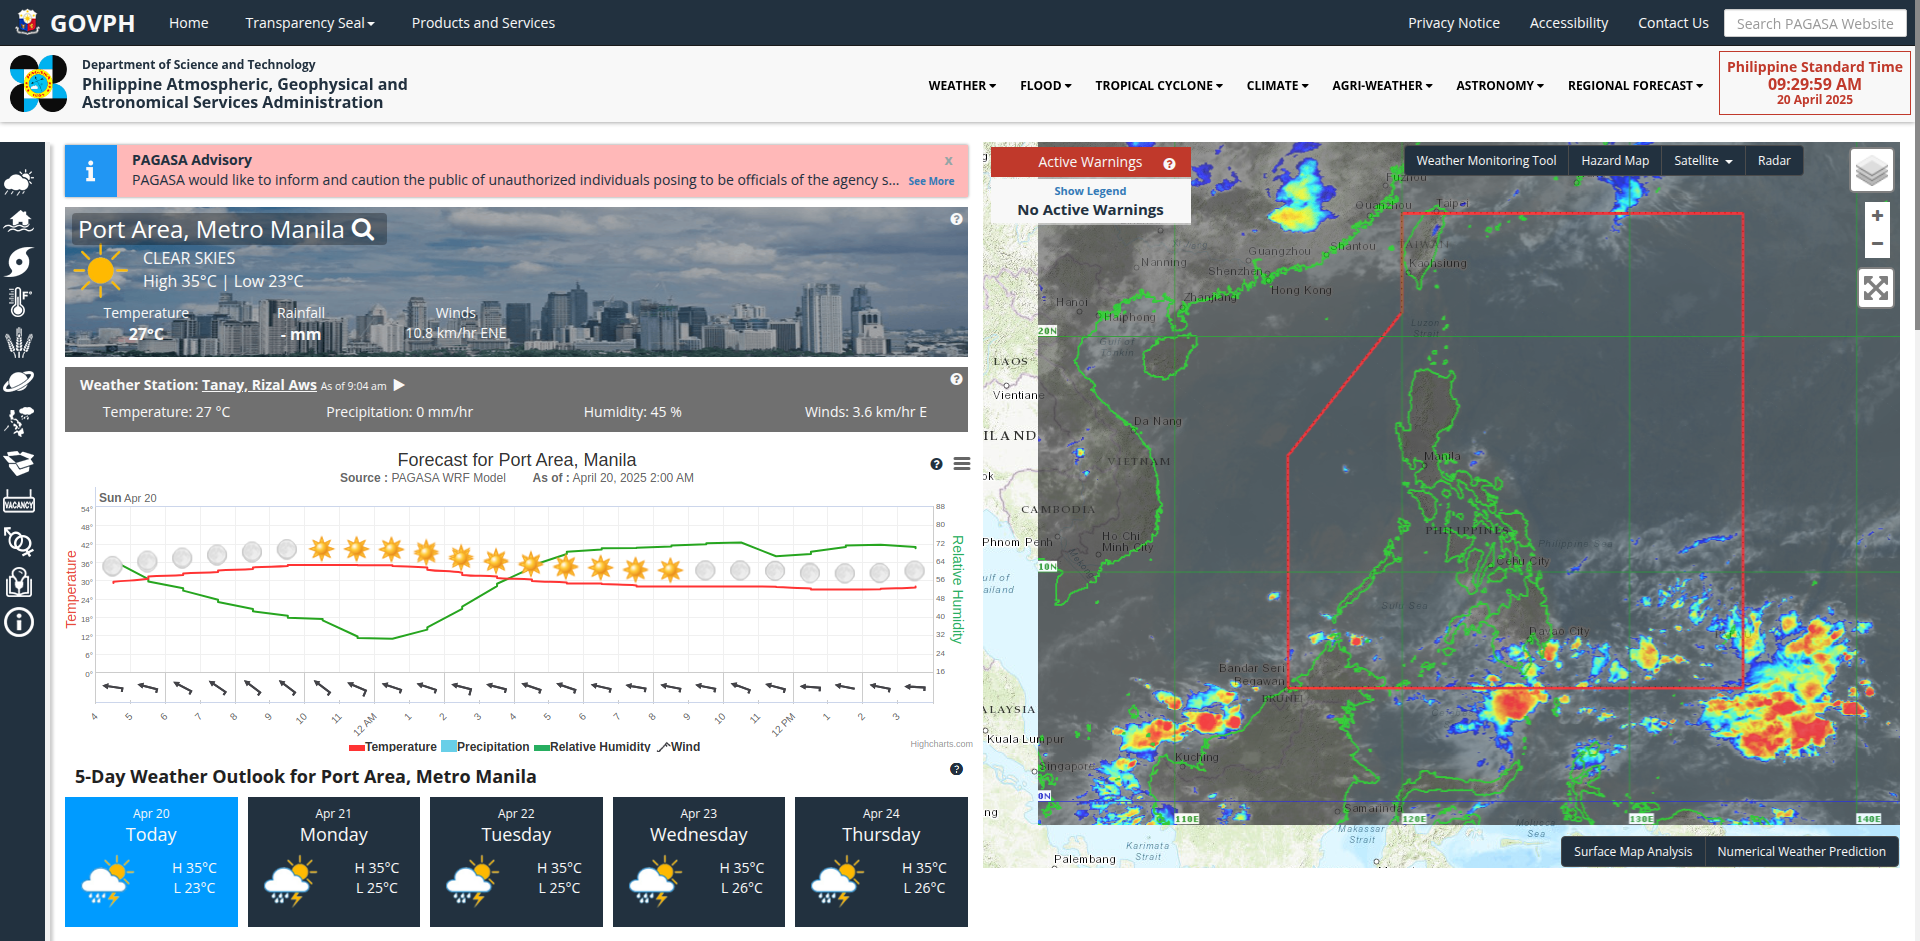 GOVPH
Home
Transparency Seal
Products and Services
Privacy Notice
Accessibility
Contact Us
Search PAGASA Website
Department of Science and Technology
Philippine Atmospheric, Geophysical and
Astronomical Services Administration
WEATHER
FLOOD
TROPICAL CYCLONE
CLIMATE
AGRI-WEATHER
ASTRONOMY
REGIONAL FORECAST
Philippine Standard Time
09:29:59 AM
20 April 2025
PAGASA Advisory
x
PAGASA would like to inform and caution the public of unauthorized individuals posing to be officials of the agency s... See More
Port Area, Metro Manila
CLEAR SKIES
High 35°C | Low 23°C
Temperature
27°C
Rainfall
- mm
Winds
10.8 km/hr ENE
Weather Station: Tanay, Rizal Aws As of 9:04 am
Temperature: 27 °C
Precipitation: 0 mm/hr
Humidity: 45 %
Winds: 3.6 km/hr E
Forecast for Port Area, Manila
Source : PAGASA WRF Model As of : April 20, 2025 2:00 AM
Sun Apr 20
Temperature
54°
48°
42°
36°
30°
24°
18°
12°
6°
0°
88
80
72
64
56
48
40
32
24
16
Relative Humidity
4 5 6 7 8 9 10 11 12 AM 1 2 3 4 5 6 7 8 9 10 11 12 PM 1 2 3
Temperature Precipitation Relative Humidity Wind
Highcharts.com
5-Day Weather Outlook for Port Area, Metro Manila
Apr 20
Today
H 35°C
L 23°C
Apr 21
Monday
H 35°C
L 25°C
Apr 22
Tuesday
H 35°C
L 25°C
Apr 23
Wednesday
H 35°C
L 26°C
Apr 24
Thursday
H 35°C
L 26°C
VACANCY
Active Warnings
Show Legend
No Active Warnings
Weather Monitoring Tool
Hazard Map
Satellite
Radar
+
−
Fuzhou
Quanzhou
Taipei
TAIWAN
Kaohsiung
Shantou
Guangzhou
Shenzhen
Hong Kong
Nanning
Zhanjiang
Hanoi
Haiphong
Gulf of
Tonkin
Luzon
Strait
20N
LAOS
Vientiane
Da Nang
ILAND
VIETNAM
ok
CAMBODIA
Phnom Penh
Ho Chi
Minh City
10N
ulf of
ailand
Manila
PHILIPPINES
Philippine
Cebu City
Sulu Sea
Davao City
Bandar Seri
Begawan
BRUNEI
ALAYSIA
Kuala Lumpur
Kuching
Singapore
0N
ng
Samarinda
110E
120E
130E
140E
Makassar
Strait
Molucca
Sea
Karimata
Strait
Palembang
Surface Map Analysis
Numerical Weather Prediction